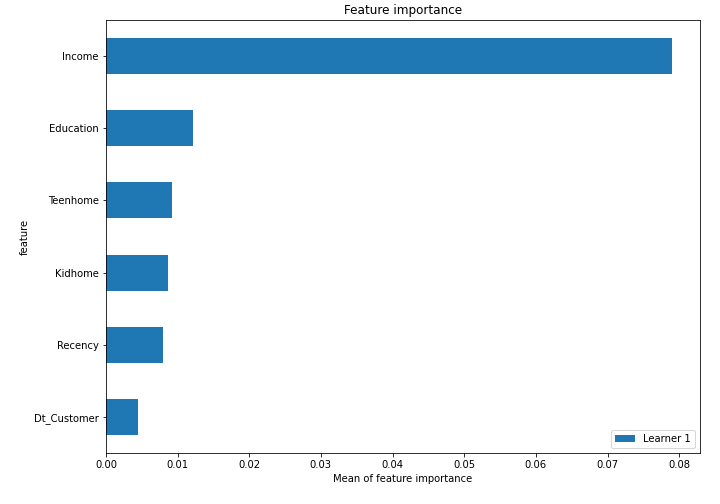 Feature importance
Income
Education
Teenhome
Kidhome
Recency
Dt_Customer
feature
0.00 0.01 0.02 0.03 0.04 0.05 0.06 0.07 0.08
Mean of feature importance
Learner 1